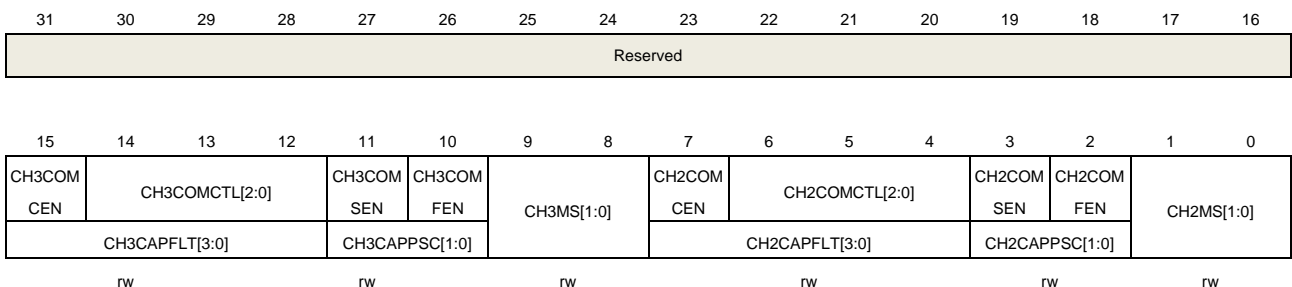 31 30 29 28 27 26 25 24 23 22 21 20 19 18 17 16
Reserved
15 14 13 12 11 10 9 8 7 6 5 4 3 2 1 0
CH3COM CEN CH3COMCTL[2:0] CH3COM SEN CH3COM FEN CH3MS[1:0] CH2COM CEN CH2COMCTL[2:0] CH2COM SEN CH2COM FEN CH2MS[1:0]
CH3CAPFLT[3:0] CH3CAPPSC[1:0] CH2CAPFLT[3:0] CH2CAPPSC[1:0]
rw rw rw rw rw rw